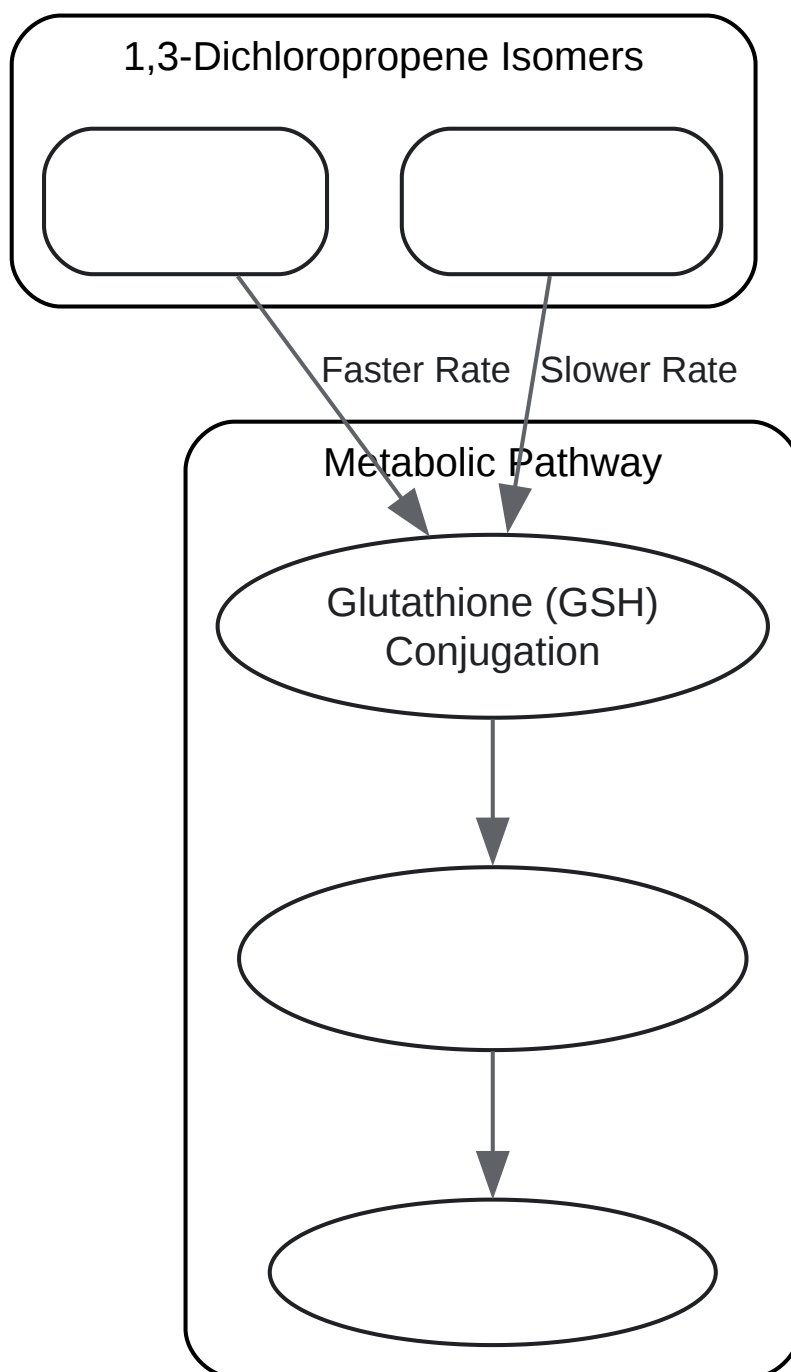 1,3-Dichloropropene Isomers
Faster Rate
Slower Rate
Metabolic Pathway
Glutathione (GSH)
Conjugation